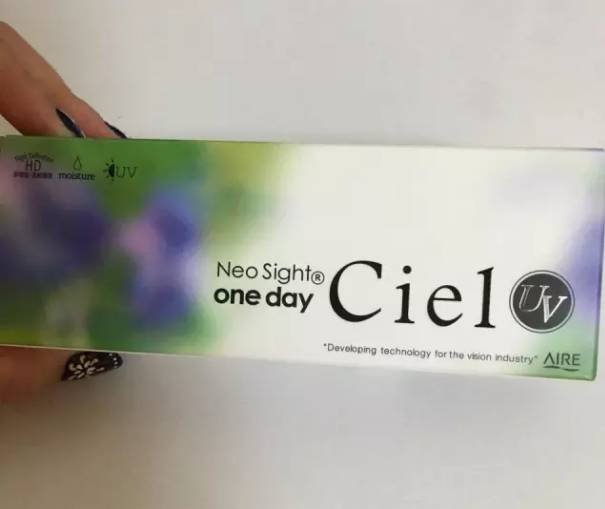 HD
moisture
UV
Neo Sight®
one day
Ciel
UV
"Developing technology for the vision industry" AIRE